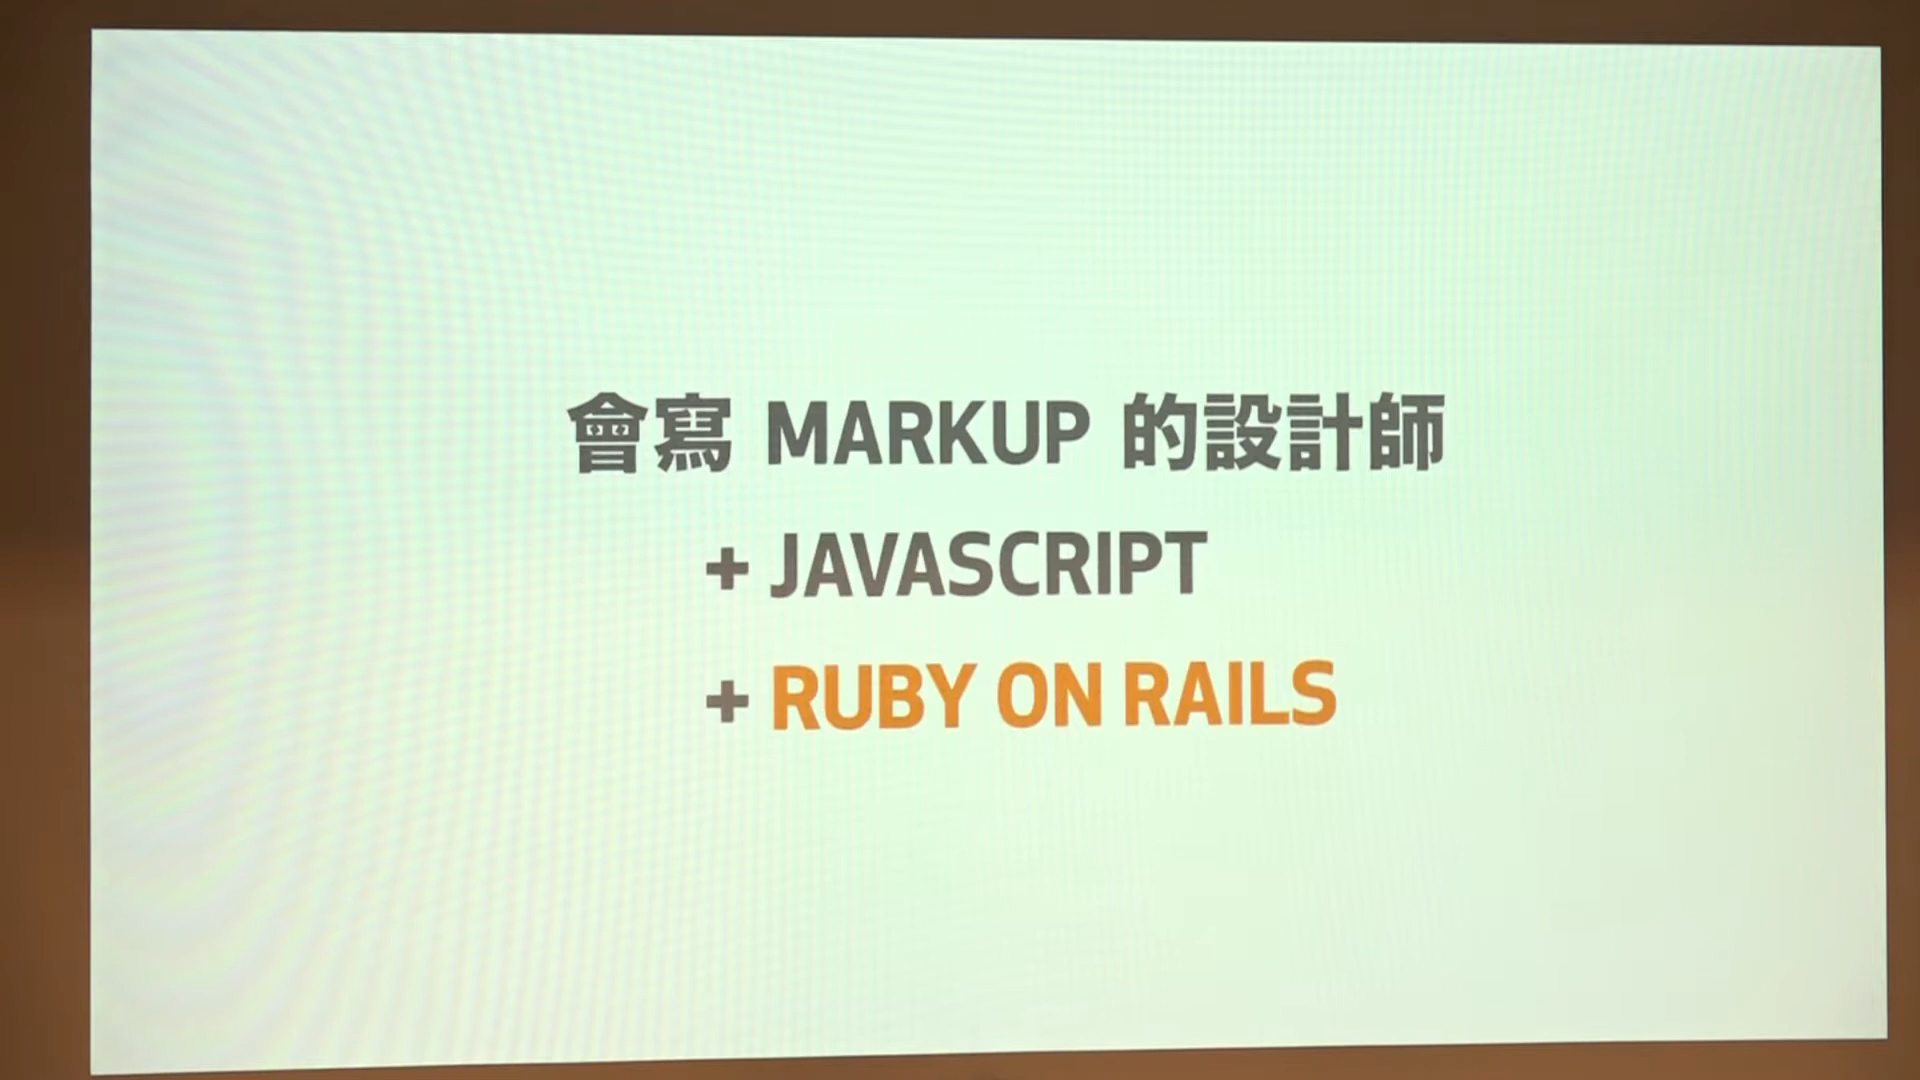 會寫 MARKUP 的設計師
+ JAVASCRIPT
+ RUBY ON RAILS